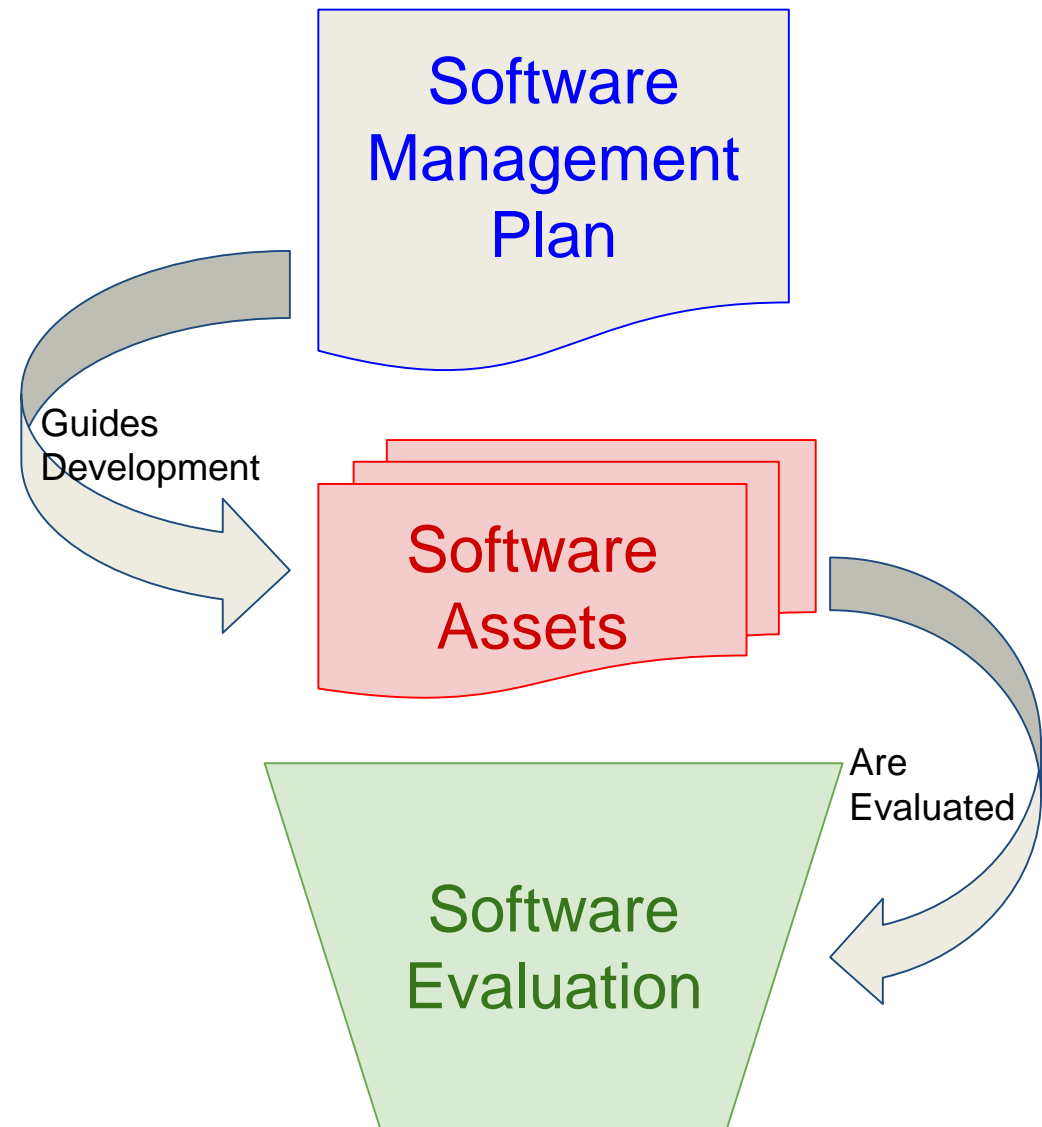 Software
Management
Plan
Guides
Development
Software
Assets
Are
Evaluated
Software
Evaluation